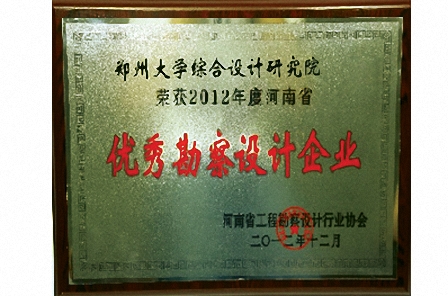 郑州大学综合设计研究院
荣获2012年度河南省
优秀勘察设计企业
河南省工程勘察设计行业协会
二〇一二年十二月